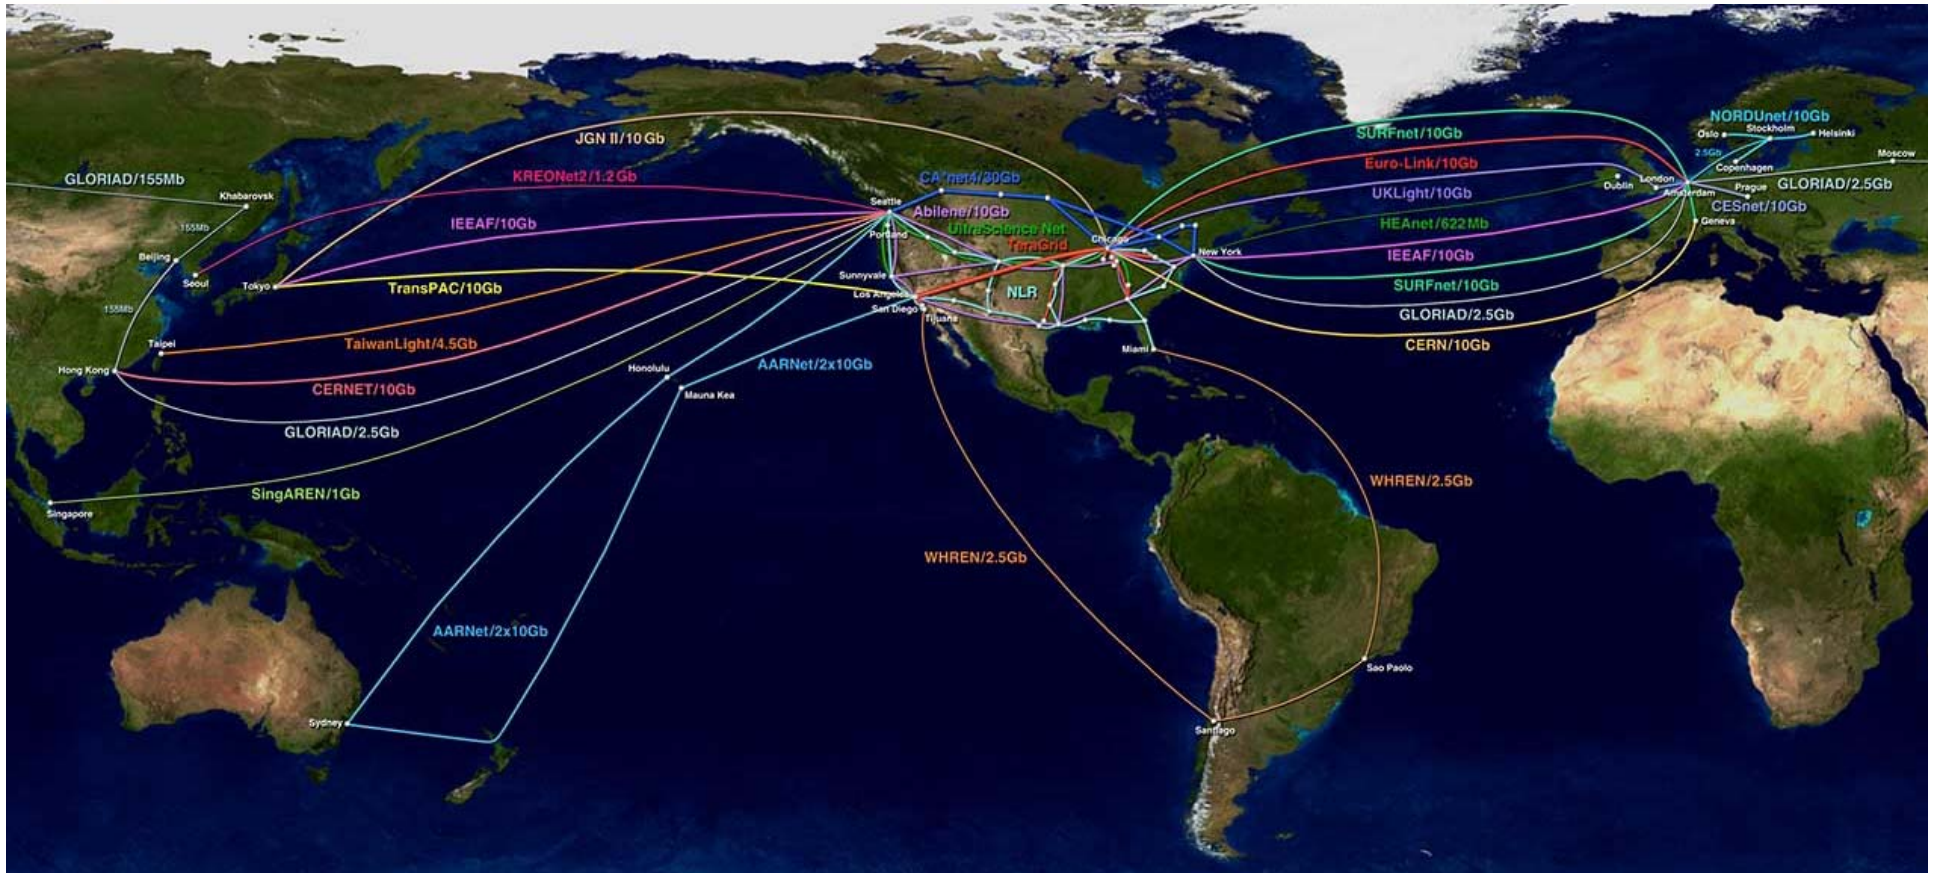 NORDUnet/10Gb
Stockholm
Oslo
Helsinki
SURFnet/10Gb
JGN II/10Gb
2.5Gb
Moscow
Euro-Link/10Gb
Copenhagen
KREONet2/1.2Gb
CA*net4/30Gb
GLORIAD/155Mb
London
Dublin
Prague
GLORIAD/2.5Gb
UKLight/10Gb
Amsterdam
Khabarovsk
Seattle
CESnet/10Gb
Abilene/10Gb
IEEAF/10Gb
HEAnet/622Mb
Geneva
155Mb
UltraScience Net
Portland
Chicago
TeraGrid
New York
IEEAF/10Gb
Beijing
Sunnyvale
Seoul
Tokyo
TransPAC/10Gb
SURFnet/10Gb
NLR
Los Angeles
San Diego
155Mb
Tijuana
GLORIAD/2.5Gb
Taipei
TaiwanLight/4.5Gb
CERN/10Gb
Miami
AARNet/2x10Gb
Honolulu
Hong Kong
CERNET/10Gb
Mauna Kea
GLORIAD/2.5Gb
WHREN/2.5Gb
SingAREN/1Gb
Singapore
WHREN/2.5Gb
AARNet/2x10Gb
Sao Paolo
Sydney
Santiago